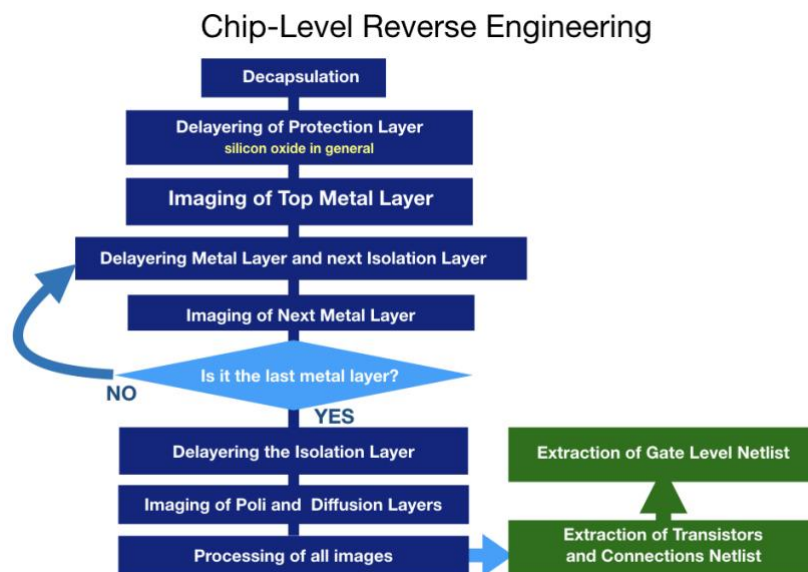 Chip-Level Reverse Engineering
Decapsulation
Delayering of Protection Layer
silicon oxide in general
Imaging of Top Metal Layer
Delayering Metal Layer and next Isolation Layer
Imaging of Next Metal Layer
Is it the last metal layer?
NO
YES
Delayering the Isolation Layer
Imaging of Poli and Diffusion Layers
Processing of all images
Extraction of Gate Level Netlist
Extraction of Transistors
and Connections Netlist